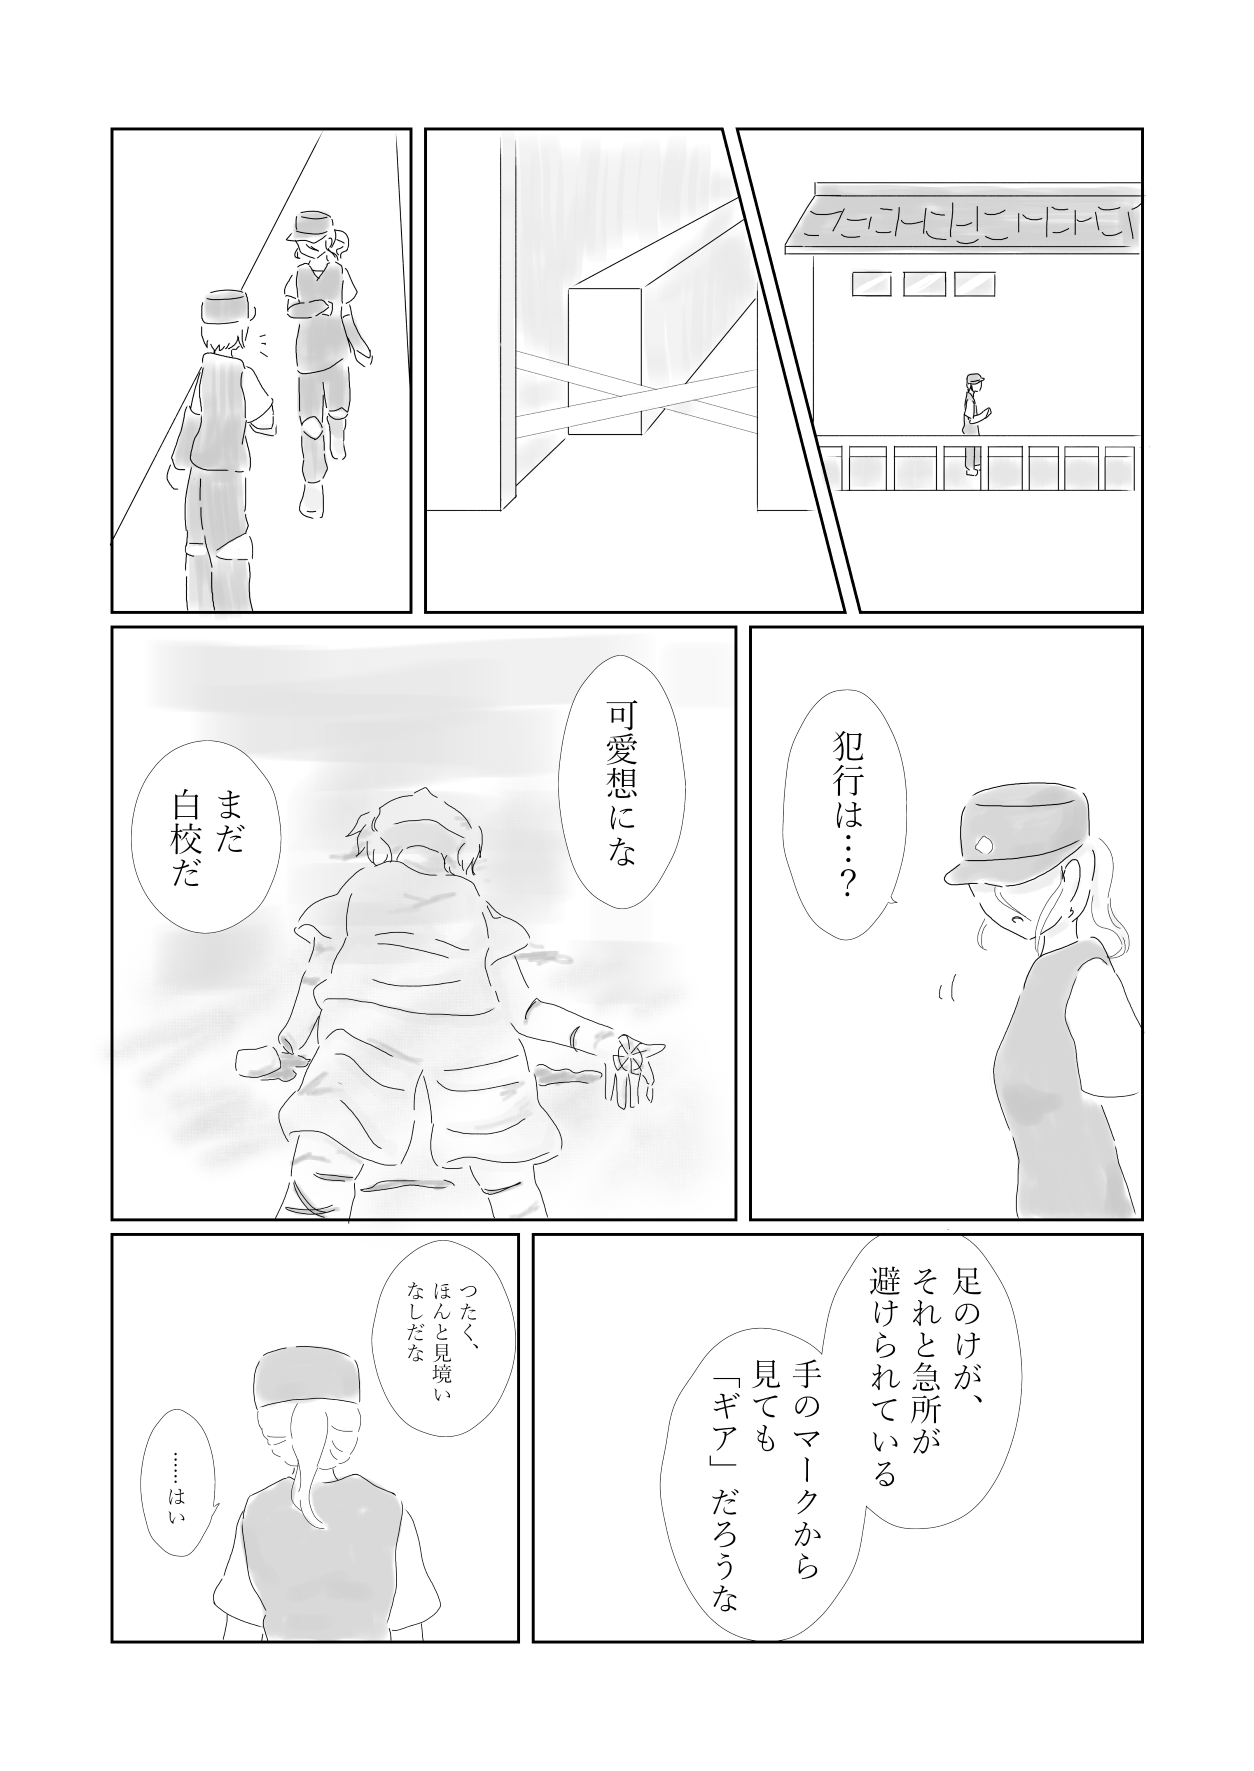 犯行は…？
可愛想にな
まだ
白校だ
足のけが、
それと急所が
避けられている
手のマークから
見ても
「ギア」だろうな
つたく、
ほんと見境い
なしだな
……はい